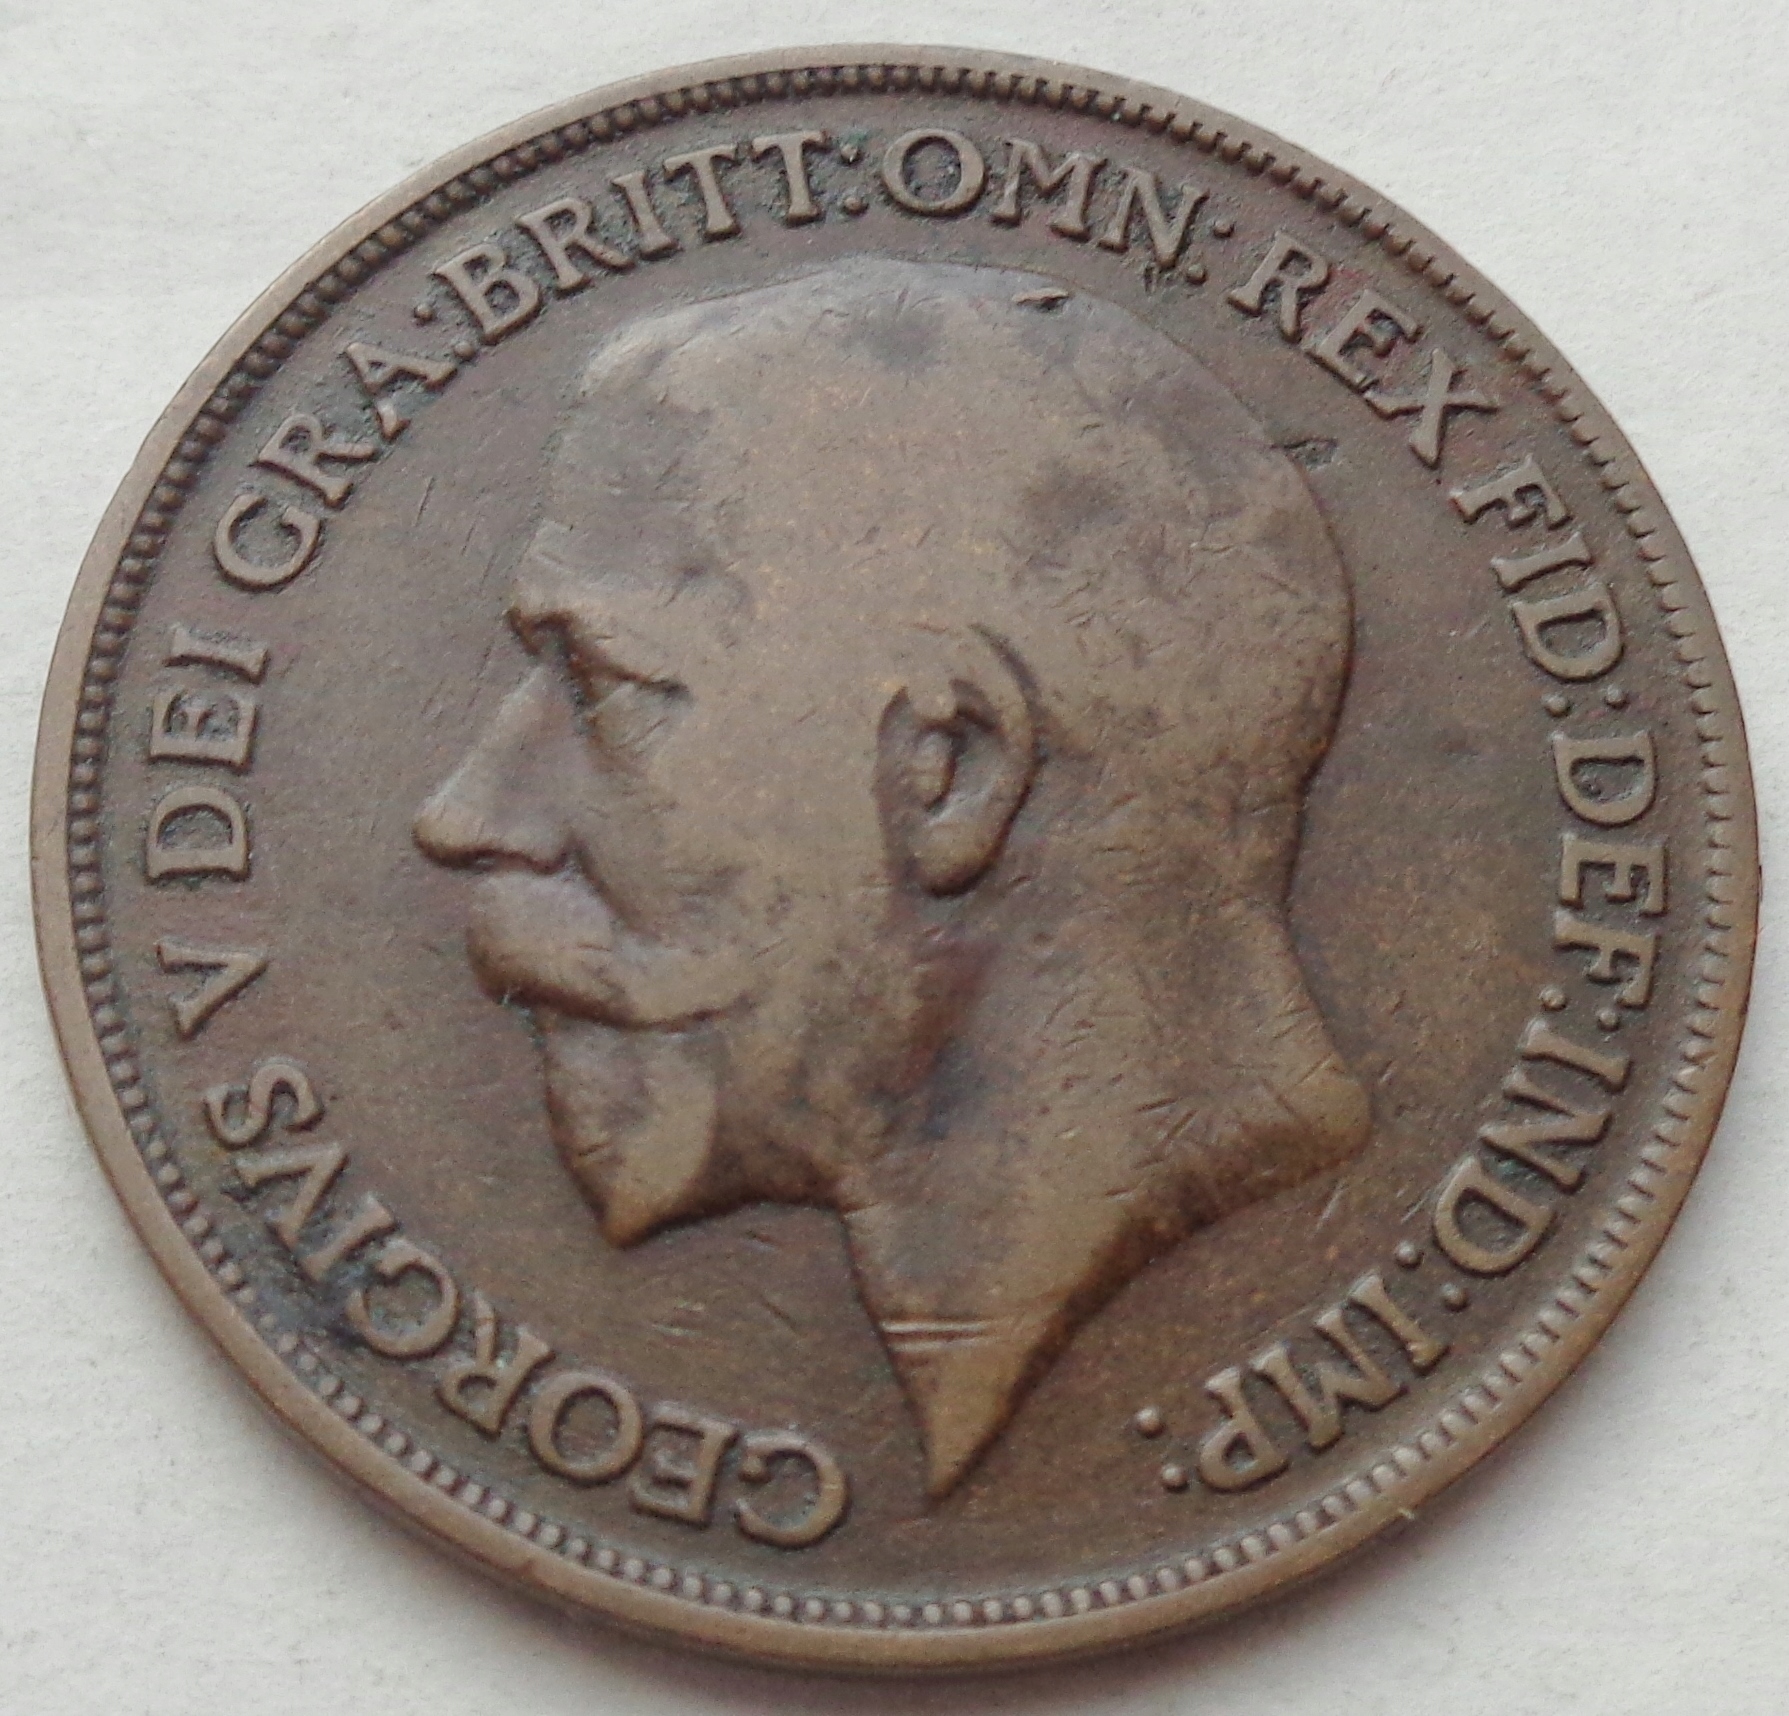 GEORGIVS V DEI GRA:BRITT:OMN:REX FID:DEF:IND:IMP: